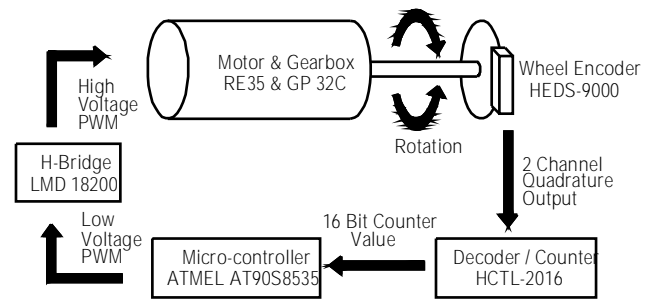 Motor & Gearbox
RE35 & GP 32C
Wheel Encoder
HEDS-9000
High
Voltage
PWM
Rotation
H-Bridge
LMD 18200
2 Channel
Quadrature
Output
Low
Voltage
PWM
16 Bit Counter
Value
Micro-controller
ATMEL AT90S8535
Decoder / Counter
HCTL-2016